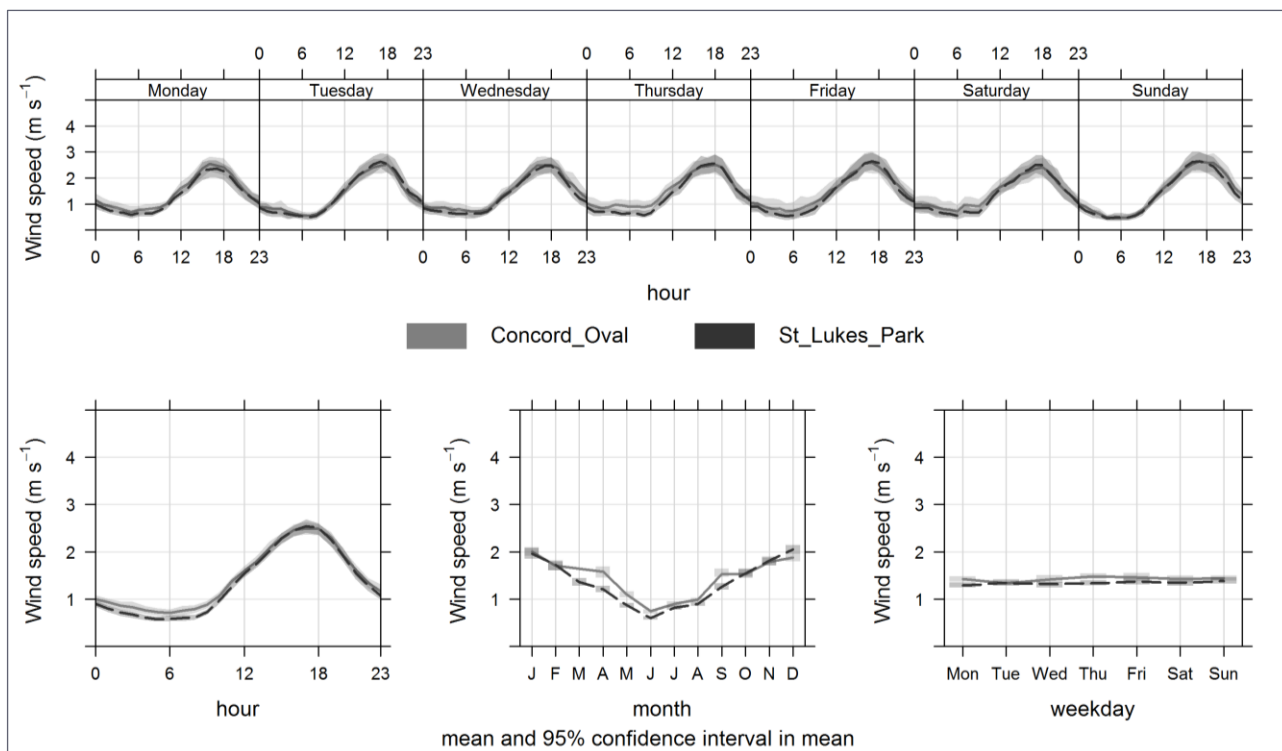 0 6 12 18 23 0 6 12 18 23 0 6 12 18 23
Monday Tuesday Wednesday Thursday Friday Saturday Sunday
Wind speed (m s⁻¹)
4
3
2
1
0 6 12 18 23 0 6 12 18 23 0 6 12 18 23 0 6 12 18 23
hour
Concord_Oval St_Lukes_Park
Wind speed (m s⁻¹)
4
3
2
1
0 6 12 18 23
hour
Wind speed (m s⁻¹)
4
3
2
1
J F M A M J J A S O N D
month
Wind speed (m s⁻¹)
4
3
2
1
Mon Tue Wed Thu Fri Sat Sun
weekday
mean and 95% confidence interval in mean